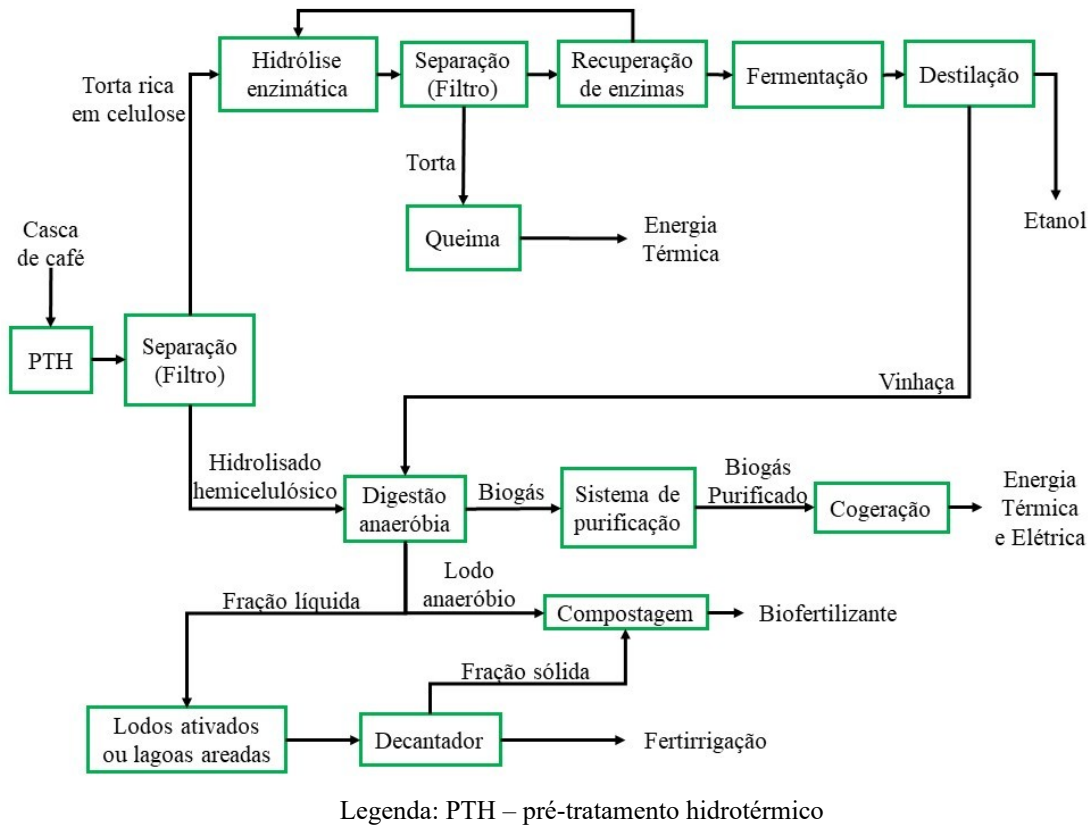 Hidrólise
enzimática
Separação
(Filtro)
Recuperação
de enzimas
Fermentação
Destilação
Torta rica
em celulose
Torta
Queima
Energia
Térmica
Etanol
Casca
de café
PTH
Separação
(Filtro)
Vinhaça
Hidrolisado
hemicelulósico
Digestão
anaeróbia
Biogás
Sistema de
purificação
Biogás
Purificado
Cogeração
Energia
Térmica
e Elétrica
Fração líquida
Lodo
anaeróbio
Compostagem
Biofertilizante
Fração sólida
Lodos ativados
ou lagoas areadas
Decantador
Fertirrigação
Legenda: PTH – pré-tratamento hidrotérmico